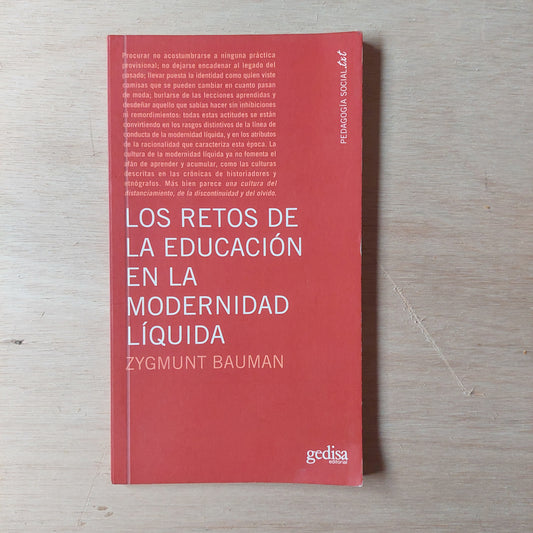 Procurar no acostumbrarse a ninguna práctica
provisional; no dejarse encadenar al legado del
pasado; llevar puesta la identidad como quien viste
camisas que se pueden cambiar en cuanto pasan
de moda; burlarse de las lecciones aprendidas y
desdeñar aquello que sabías hacer sin inhibiciones
ni remordimientos: todas estas actitudes se están
convirtiendo en los rasgos distintivos de la línea de
conducta de la modernidad líquida, y en los atributos
de la racionalidad que caracteriza esta época. La
cultura de la modernidad líquida ya no fomenta el
afán de aprender y acumular, como las culturas
descritas en las crónicas de historiadores y
etnógrafos. Más bien parece una cultura del
distanciamiento, de la discontinuidad y del olvido.
PEDAGOGÍA SOCIAL.txt
LOS RETOS DE
LA EDUCACIÓN
EN LA
MODERNIDAD
LÍQUIDA
ZYGMUNT BAUMAN
gedisa
editorial